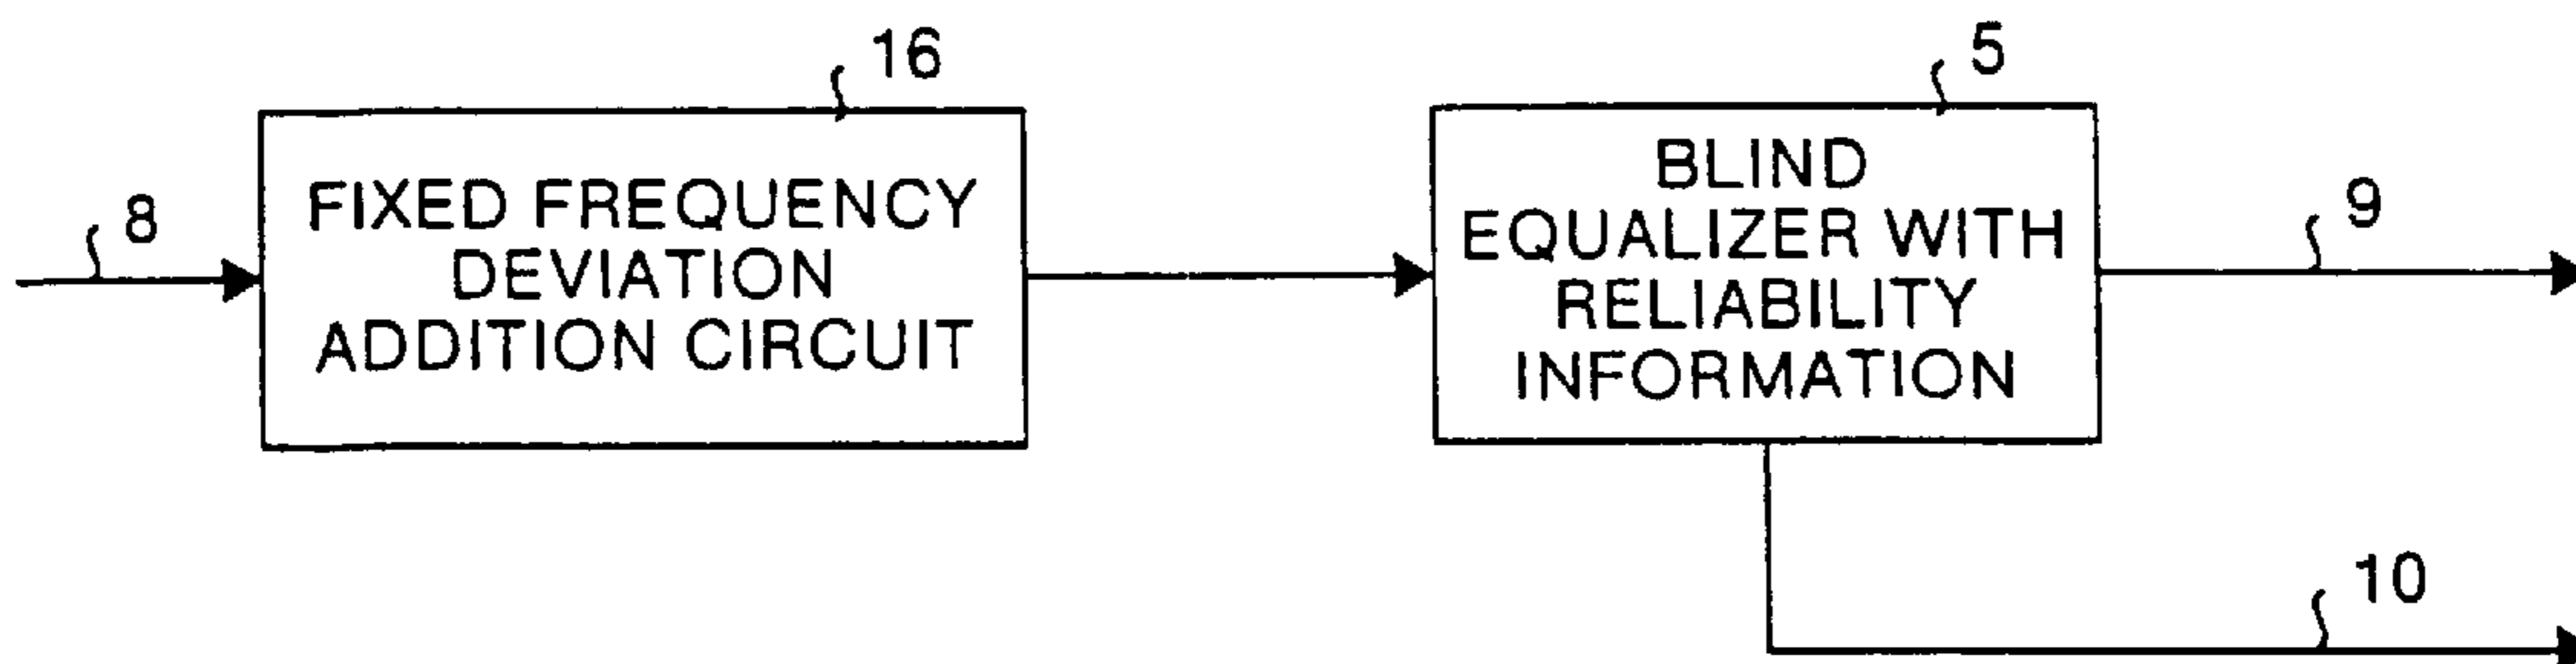 16
5
8
FIXED FREQUENCY
DEVIATION
ADDITION CIRCUIT
BLIND
EQUALIZER WITH
RELIABILITY
INFORMATION
9
10